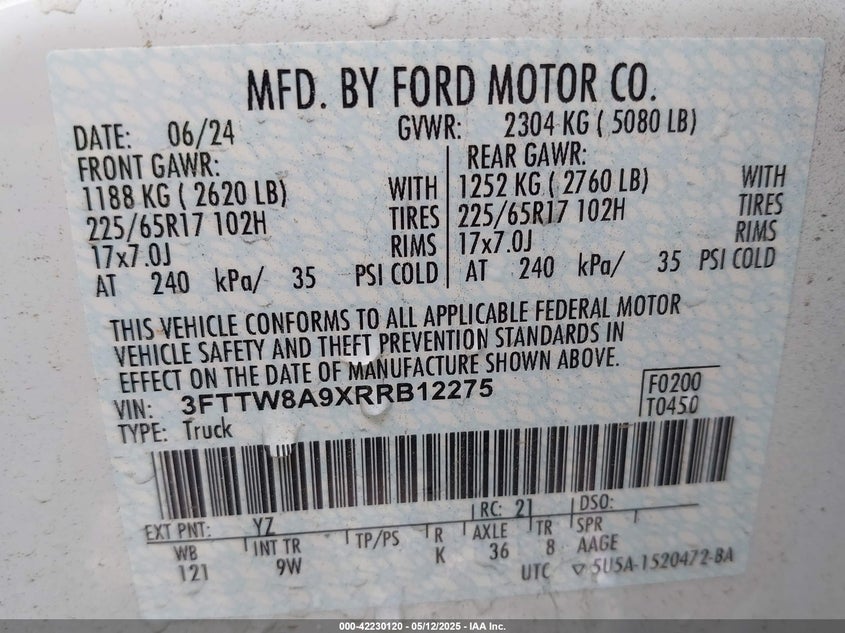 MFD. BY FORD MOTOR CO.
DATE: 06/24 GVWR: 2304 KG ( 5080 LB)
FRONT GAWR: REAR GAWR:
1188 KG ( 2620 LB) WITH 1252 KG ( 2760 LB) WITH
225/65R17 102H TIRES 225/65R17 102H TIRES
17x7.0J RIMS 17x7.0J RIMS
AT 240 kPa/ 35 PSI COLD AT 240 kPa/ 35 PSI COLD
THIS VEHICLE CONFORMS TO ALL APPLICABLE FEDERAL MOTOR
VEHICLE SAFETY AND THEFT PREVENTION STANDARDS IN
EFFECT ON THE DATE OF MANUFACTURE SHOWN ABOVE.
VIN: 3FTTW8A9XRRB12275 F0200
TYPE: Truck T0450
EXT PNT: YZ RC: 21 DSO:
WB INT TR TP/PS R AXLE TR SPR
121 9W K 36 8 AAGE
UTC ▽ 5U5A-1520472-BA
000-42230120 - 05/12/2025 - IAA Inc.